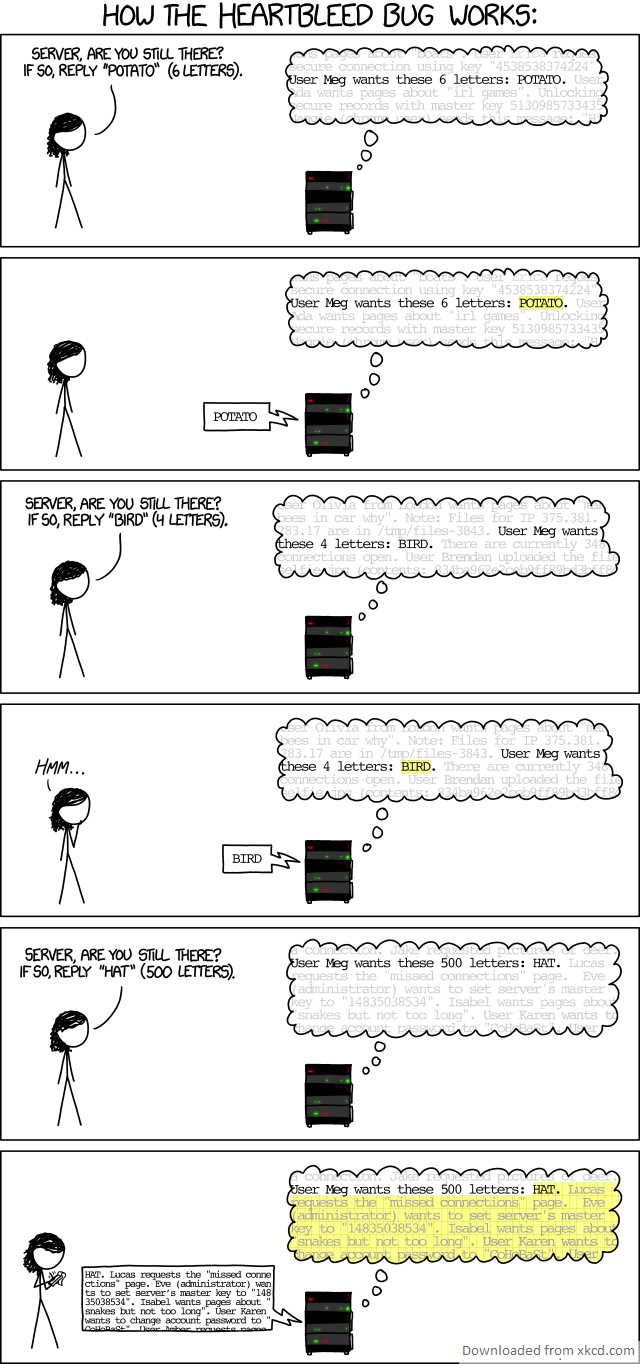 HOW THE HEARTBLEED BUG WORKS:
SERVER, ARE YOU STILL THERE?
IF SO, REPLY "POTATO" (6 LETTERS).
secure connection using key "4538538374224"
User Meg wants these 6 letters: POTATO. User
Ada wants pages about "irl games". Unlocking
secure records with master key 5130985733435
secure connection using key "4538538374224"
User Meg wants these 6 letters: POTATO. User
Ada wants pages about "irl games". Unlocking
secure records with master key 5130985733435
POTATO
SERVER, ARE YOU STILL THERE?
IF SO, REPLY "BIRD" (4 LETTERS).
User Olivia from London wants pages about
bees in car why". Note: Files for IP 375.381.
283.17 are in /tmp/files-3843. User Meg wants
these 4 letters: BIRD. There are currently
connections open. User Brendan uploaded the file
HMM...
User Olivia from London wants pages about
bees in car why". Note: Files for IP 375.381.
283.17 are in /tmp/files-3843. User Meg wants
these 4 letters: BIRD. There are currently
connections open. User Brendan uploaded the file
BIRD
SERVER, ARE YOU STILL THERE?
IF SO, REPLY "HAT" (500 LETTERS).
a connection. Jake requested pictures of deer.
User Meg wants these 500 letters: HAT. Lucas
requests the "missed connections" page. Eve
(administrator) wants to set server's master
key to "14835038534". Isabel wants pages about
"snakes but not too long". User Karen wants to
change account password to "CoHoBaSt". User
a connection. Jake requested pictures of deer.
User Meg wants these 500 letters: HAT. Lucas
requests the "missed connections" page. Eve
(administrator) wants to set server's master
key to "14835038534". Isabel wants pages about
"snakes but not too long". User Karen wants to
change account password to "CoHoBaSt". User
HAT. Lucas requests the "missed conne
ctions" page. Eve (administrator) wan
ts to set server's master key to "148
35038534". Isabel wants pages about "
snakes but not too long". User Karen
wants to change account password to "
CoHoBaSt". User Amber requests pages
Downloaded from xkcd.com